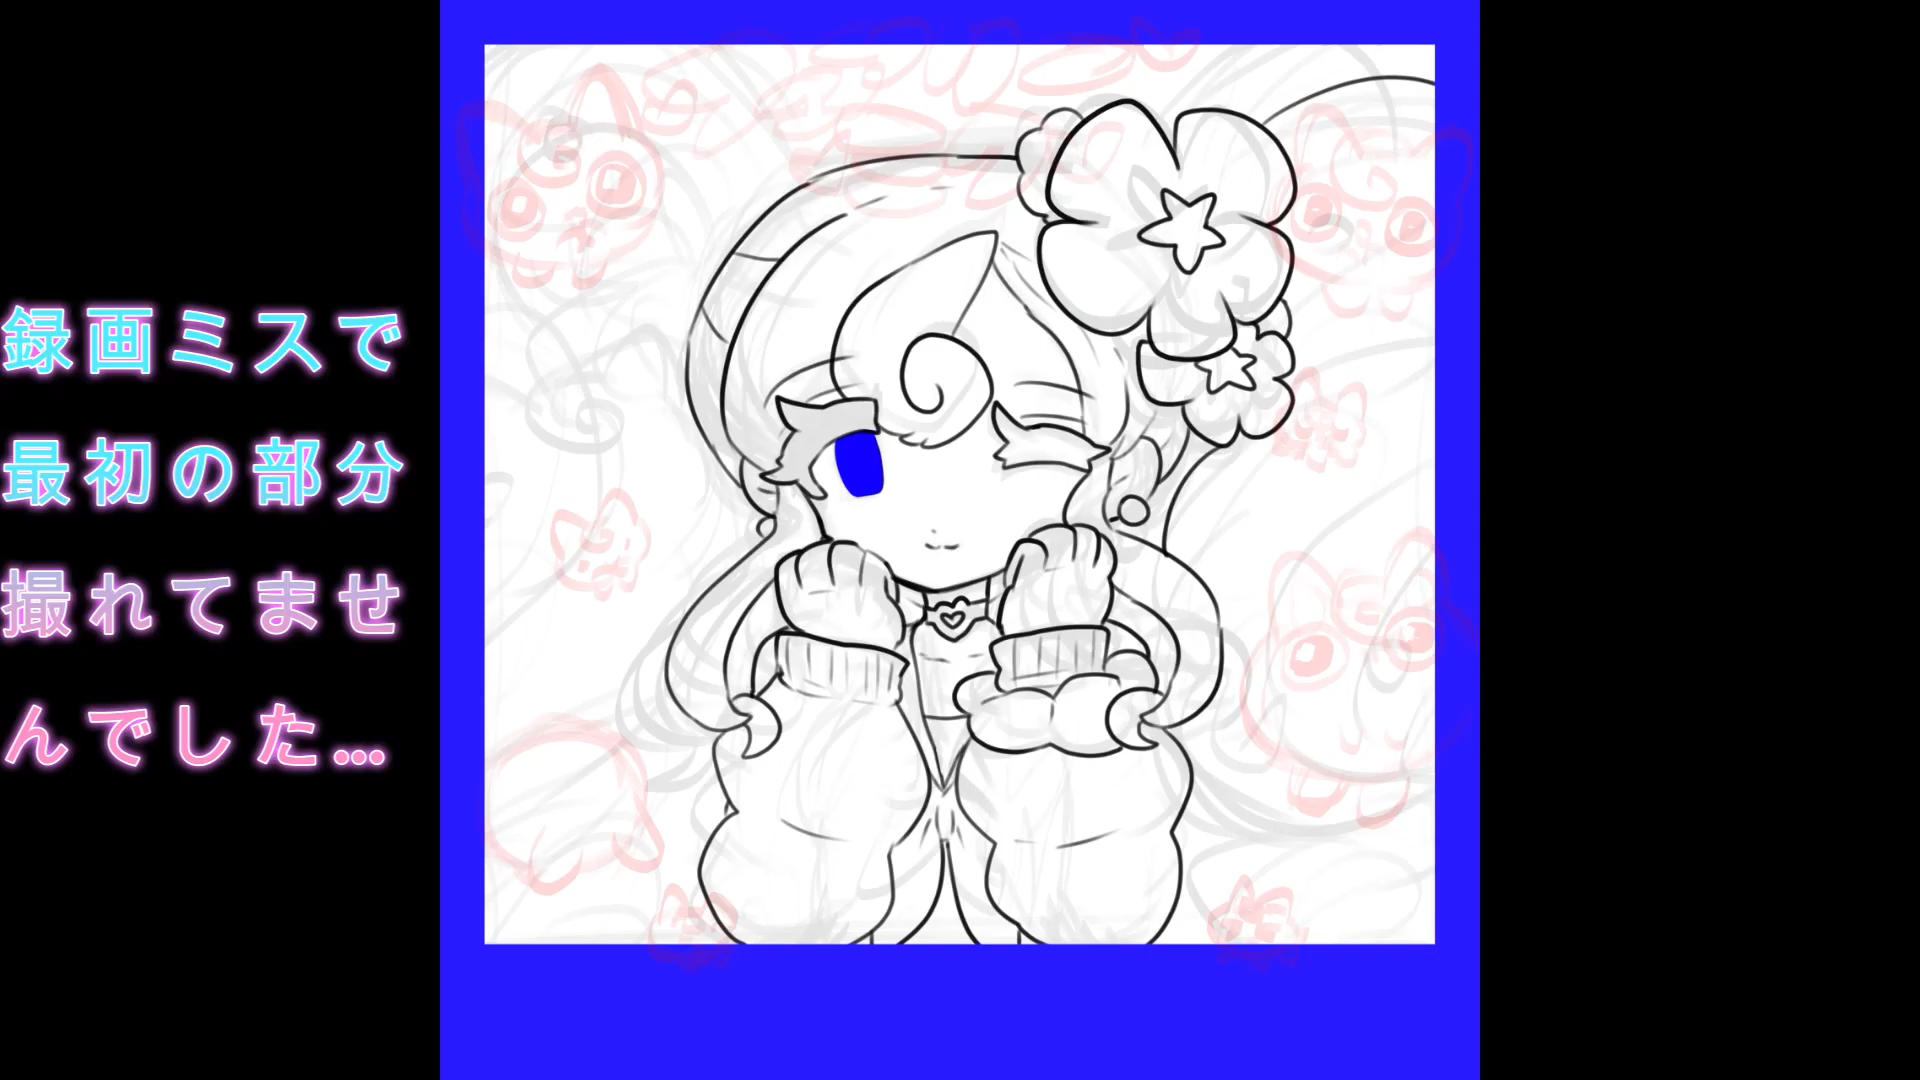 録画ミスで
最初の部分
撮れてませ
んでした…